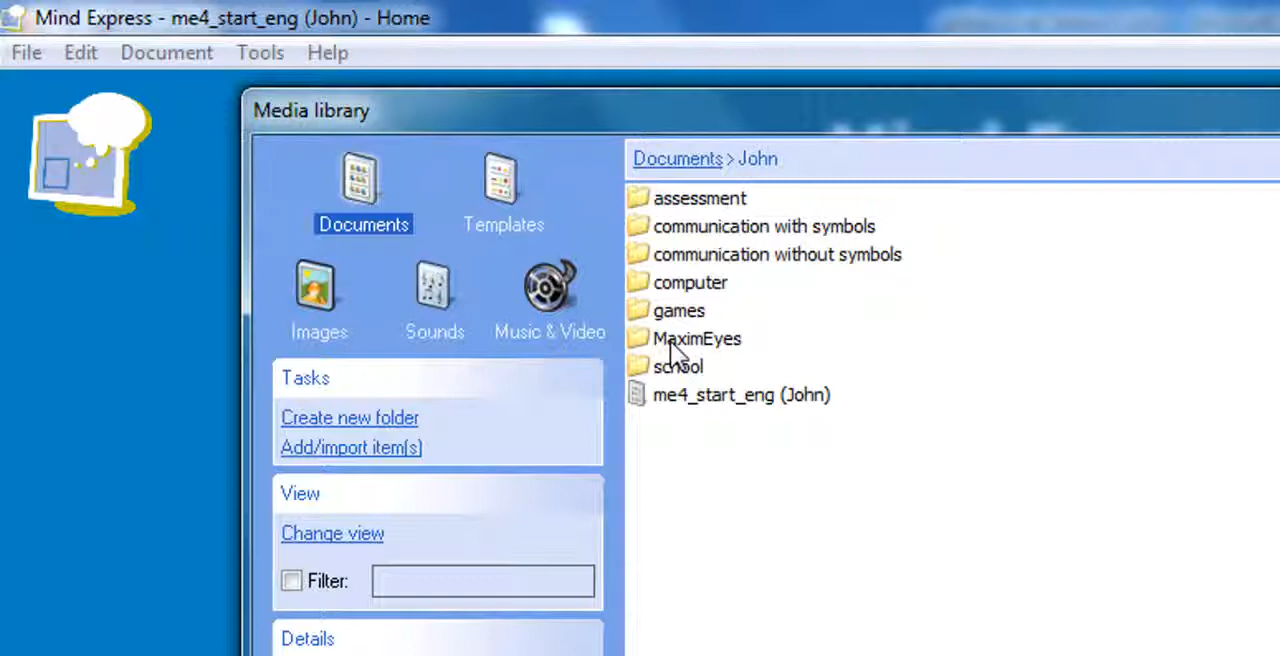 Mind Express - me4_start_eng (John) - Home
File Edit Document Tools Help
Media library
Documents Templates
Images Sounds Music & Video
Tasks
Create new folder
Add/import item(s)
View
Change view
Filter:
Details
Documents > John
assessment
communication with symbols
communication without symbols
computer
games
MaximEyes
school
me4_start_eng (John)